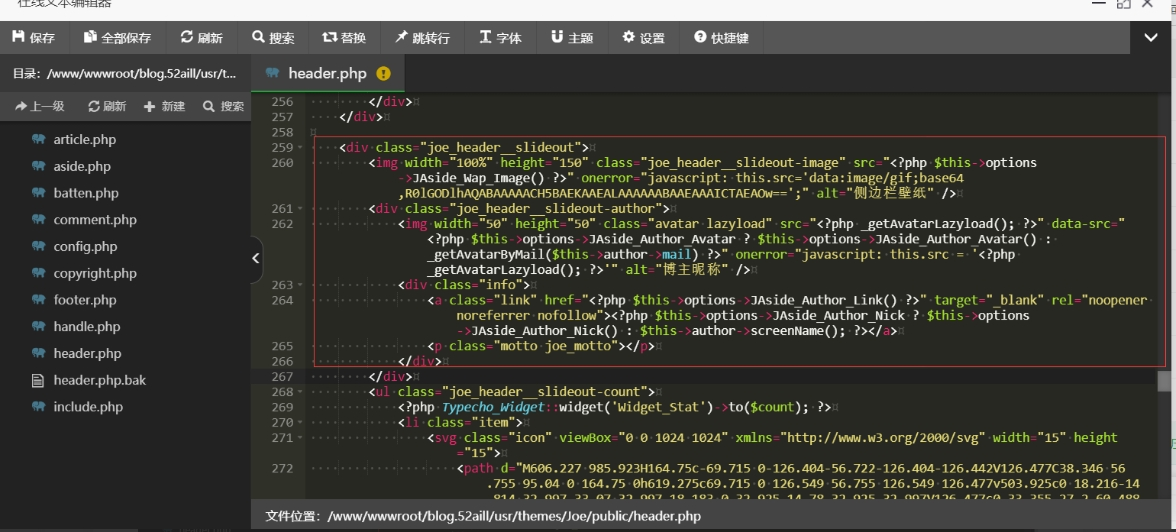 在线文本编辑器
保存 全部保存 刷新 搜索 替换 跳转行 字体 主题 设置 快捷键
目录：/www/wwwroot/blog.52aill/usr/t...
header.php
上一级 刷新 新建 搜索
article.php
aside.php
batten.php
comment.php
config.php
copyright.php
footer.php
handle.php
header.php
header.php.bak
include.php
256 </div>
257 </div>
258
259 <div class="joe_header__slideout">
260 <img width="100%" height="150" class="joe_header__slideout-image" src="<?php $this->options
->JAside_Wap_Image() ?>" onerror="javascript: this.src='data:image/gif;base64
,R0lGODlhAQABAAAAACH5BAEKAAEALAAAAAABAAEAAAICTAEAOw==';" alt="侧边栏壁纸" />
261 <div class="joe_header__slideout-author">
262 <img width="50" height="50" class="avatar lazyload" src="<?php _getAvatarLazyload(); ?>" data-src="
<?php $this->options->JAside_Author_Avatar ? $this->options->JAside_Author_Avatar() :
_getAvatarByMail($this->author->mail) ?>" onerror="javascript: this.src = '<?php
_getAvatarLazyload(); ?>'" alt="博主昵称" />
263 <div class="info">
264 <a class="link" href="<?php $this->options->JAside_Author_Link() ?>" target="_blank" rel="noopener
noreferrer nofollow"><?php $this->options->JAside_Author_Nick ? $this->options
->JAside_Author_Nick() : $this->author->screenName(); ?></a>
265 <p class="motto joe_motto"></p>
266 </div>
267 </div>
268 <ul class="joe_header__slideout-count">
269 <?php Typecho_Widget::widget('Widget_Stat')->to($count); ?>
270 <li class="item">
271 <svg class="icon" viewBox="0 0 1024 1024" xmlns="http://www.w3.org/2000/svg" width="15" height
="15">
272 <path d="M606.227 985.923H164.75c-69.715 0-126.404-56.722-126.404-126.442V126.477C38.346 56
.755 95.04 0 164.75 0h619.275c69.715 0 126.549 56.755 126.549 126.477v503.925c0 18.216-14
文件位置：/www/wwwroot/blog.52aill/usr/themes/Joe/public/header.php